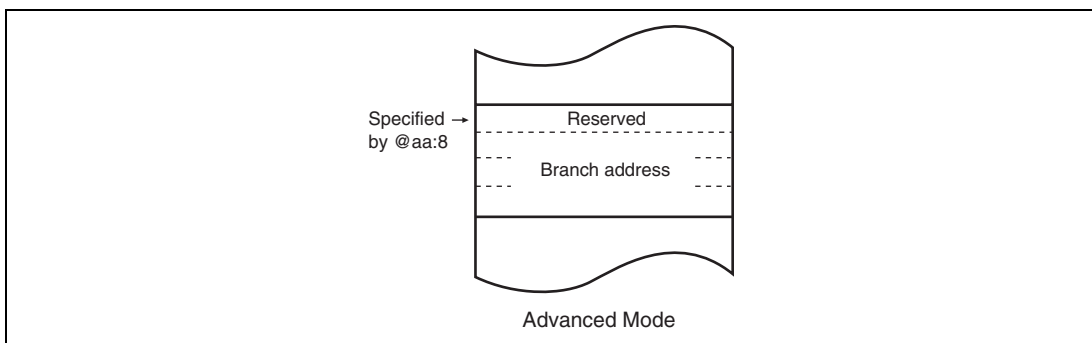 Specified →
by @aa:8
Reserved
Branch address
Advanced Mode